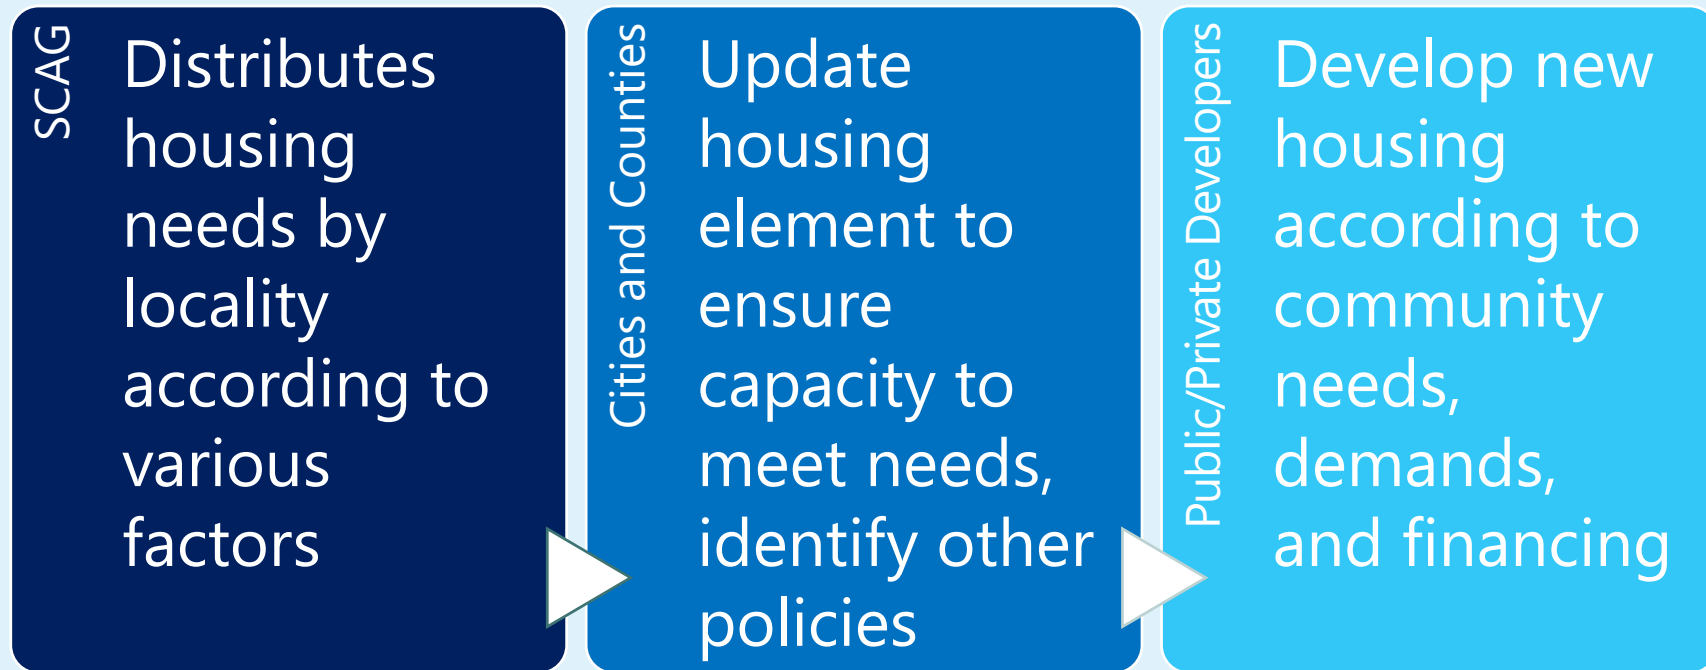 SCAG
Distributes
housing
needs by
locality
according to
various
factors
Cities and Counties
Update
housing
element to
ensure
capacity to
meet needs,
identify other
policies
Public/Private Developers
Develop new
housing
according to
community
needs,
demands,
and financing